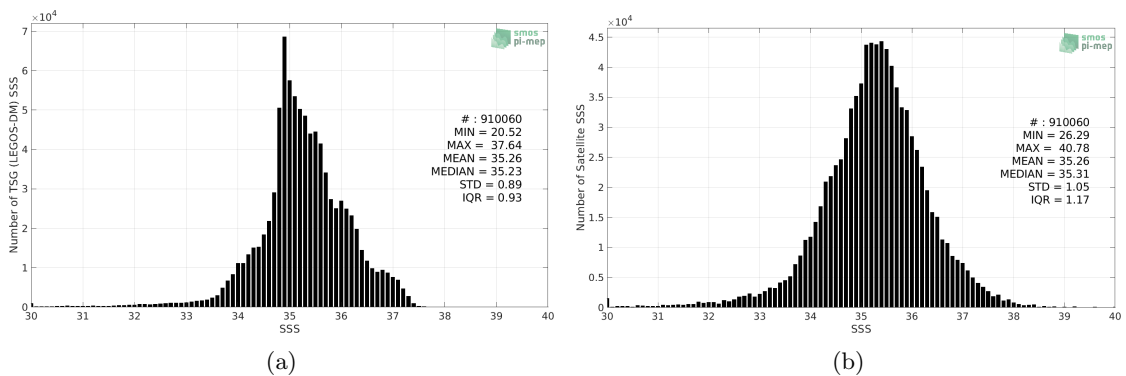 ×10⁴
7
6
5
4
3
2
1
0
Number of TSG (LEGOS-DM) SSS
smos
pi-mep
# : 910060
MIN = 20.52
MAX = 37.64
MEAN = 35.26
MEDIAN = 35.23
STD = 0.89
IQR = 0.93
30 31 32 33 34 35 36 37 38 39 40
SSS
(a)
×10⁴
4.5
4
3.5
3
2.5
2
1.5
1
0.5
0
Number of Satellite SSS
smos
pi-mep
# : 910060
MIN = 26.29
MAX = 40.78
MEAN = 35.26
MEDIAN = 35.31
STD = 1.05
IQR = 1.17
30 31 32 33 34 35 36 37 38 39 40
SSS
(b)